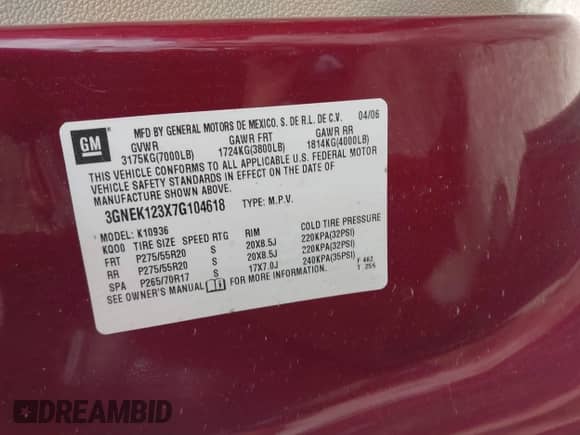 GM
MFD BY GENERAL MOTORS DE MEXICO, S. DE R.L. DE C.V. 04/06
GVWR GAWR FRT GAWR RR
3175KG(7000LB) 1724KG(3800LB) 1814KG(4000LB)
THIS VEHICLE CONFORMS TO ALL APPLICABLE U.S. FEDERAL MOTOR
VEHICLE SAFETY STANDARDS IN EFFECT ON THE DATE OF
MANUFACTURE SHOWN ABOVE.
3GNEK123X7G104618 TYPE: M.P.V.
MODEL: K10936
K000 TIRE SIZE SPEED RTG RIM COLD TIRE PRESSURE
FRT P275/55R20 S 20X8.5J 220KPA(32PSI)
RR P275/55R20 S 20X8.5J 220KPA(32PSI)
SPA P265/70R17 S 17X7.0J 240KPA(35PSI) F 462
SEE OWNER'S MANUAL FOR MORE INFORMATION. T 255
DREAMBID